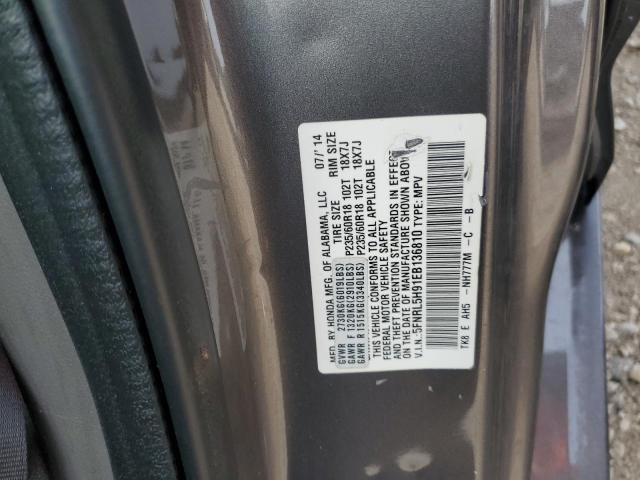 MFD. BY HONDA MFG. OF ALABAMA, LLC 07/'14
TIRE SIZE RIM SIZE
GVWR 2730KG(6019LBS)
GAWR F 1320KG(2910LBS) P235/60R18 102T 18X7J
GAWR R 1515KG(3340LBS) P235/60R18 102T 18X7J
THIS VEHICLE CONFORMS TO ALL APPLICABLE
FEDERAL MOTOR VEHICLE SAFETY
AND THEFT PREVENTION STANDARDS IN EFFECT
ON THE DATE OF MANUFACTURE SHOWN ABOVE
V.I.N.:5FNRL5H91EB136810 TYPE: MPV
TK8 E AH5 -NH777M -C -B